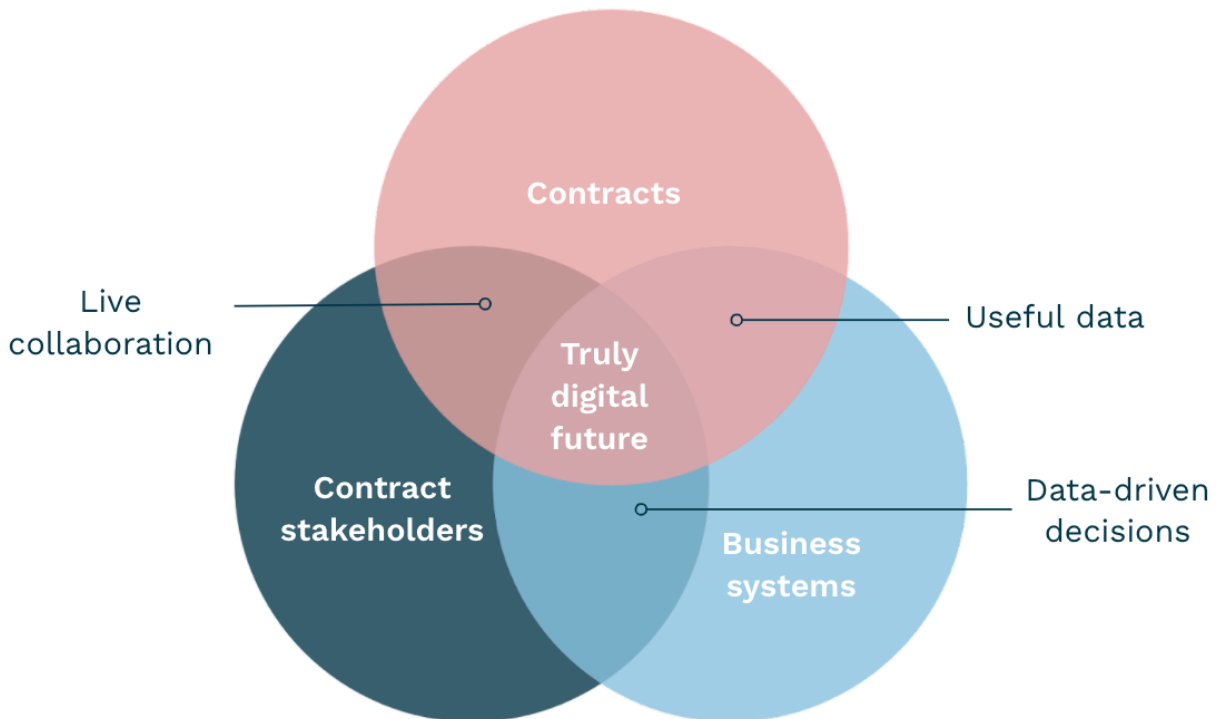 Contracts
Live
collaboration
Useful data
Truly
digital
future
Contract
stakeholders
Data-driven
decisions
Business
systems